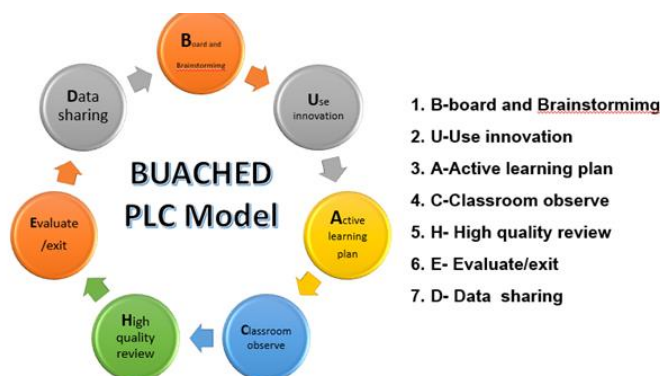 Board and
Brainstormimg
Use
innovation
Active
learning
plan
Classroom
observe
High
quality
review
Evaluate
/exit
Data
sharing
BUACHED
PLC Model
1. B-board and Brainstormimg
2. U-Use innovation
3. A-Active learning plan
4. C-Classroom observe
5. H- High quality review
6. E- Evaluate/exit
7. D- Data sharing